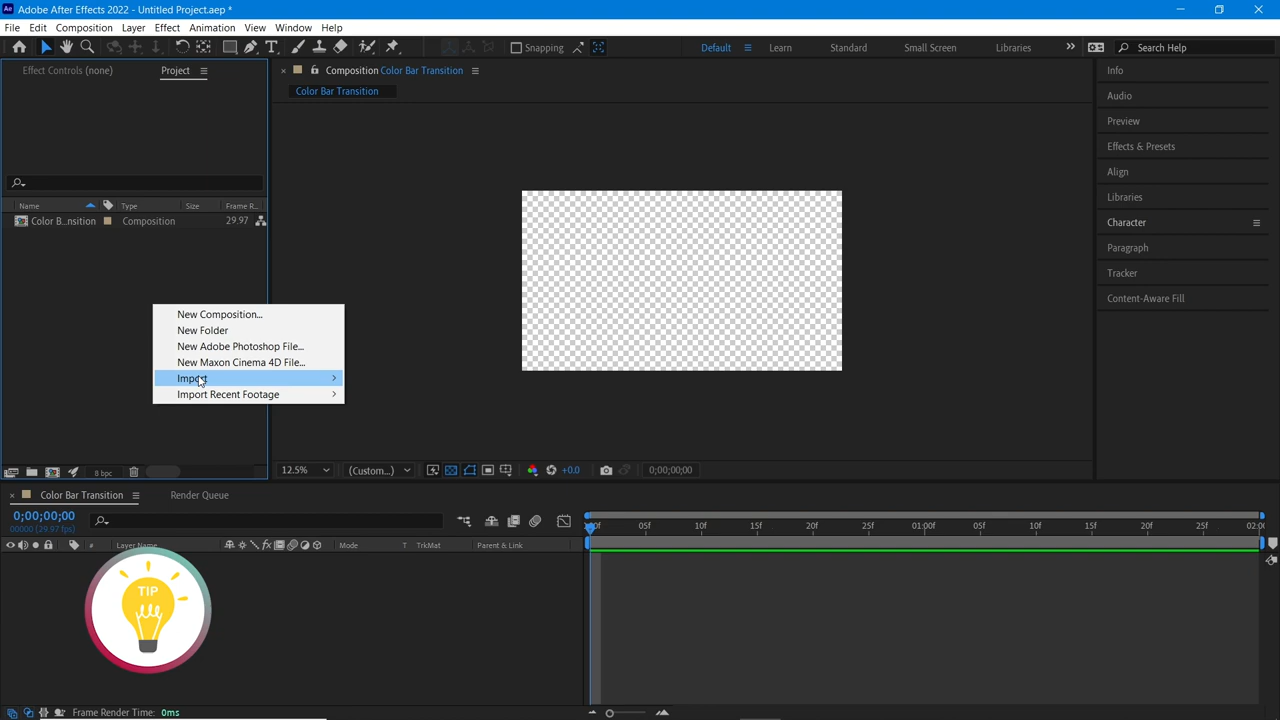 Adobe After Effects 2022 - Untitled Project.aep *
File Edit Composition Layer Effect Animation View Window Help
Snapping Default Learn Standard Small Screen Libraries Search Help
Effect Controls (none) Project
Composition Color Bar Transition
Color Bar Transition
Info
Audio
Preview
Effects & Presets
Align
Libraries
Character
Paragraph
Tracker
Content-Aware Fill
Name Type Size Frame R...
Color B...nsition Composition 29.97
New Composition...
New Folder
New Adobe Photoshop File...
New Maxon Cinema 4D File...
Import
Import Recent Footage
8 bpc
12.5% (Custom...) +0.0 0;00;00;00
Color Bar Transition Render Queue
0;00;00;00
00000 (29.97 fps)
05f 10f 15f 20f 25f 01:00f 05f 10f 15f 20f 25f
# Layer Name Mode T TrkMat Parent & Link
TIP
Frame Render Time: 0ms